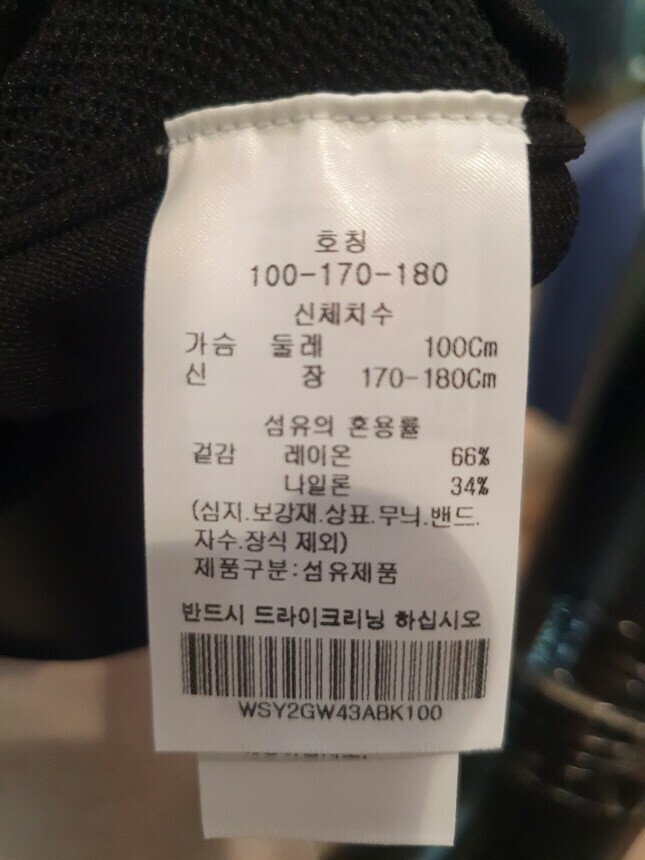 호칭
100-170-180
신체치수
가슴 둘레 100Cm
신 장 170-180Cm
섬유의 혼용률
겉감 레이온 66%
나일론 34%
(심지.보강재.상표.무늬.밴드.
자수.장식 제외)
제품구분:섬유제품
반드시 드라이크리닝 하십시오
WSY2GW43ABK100